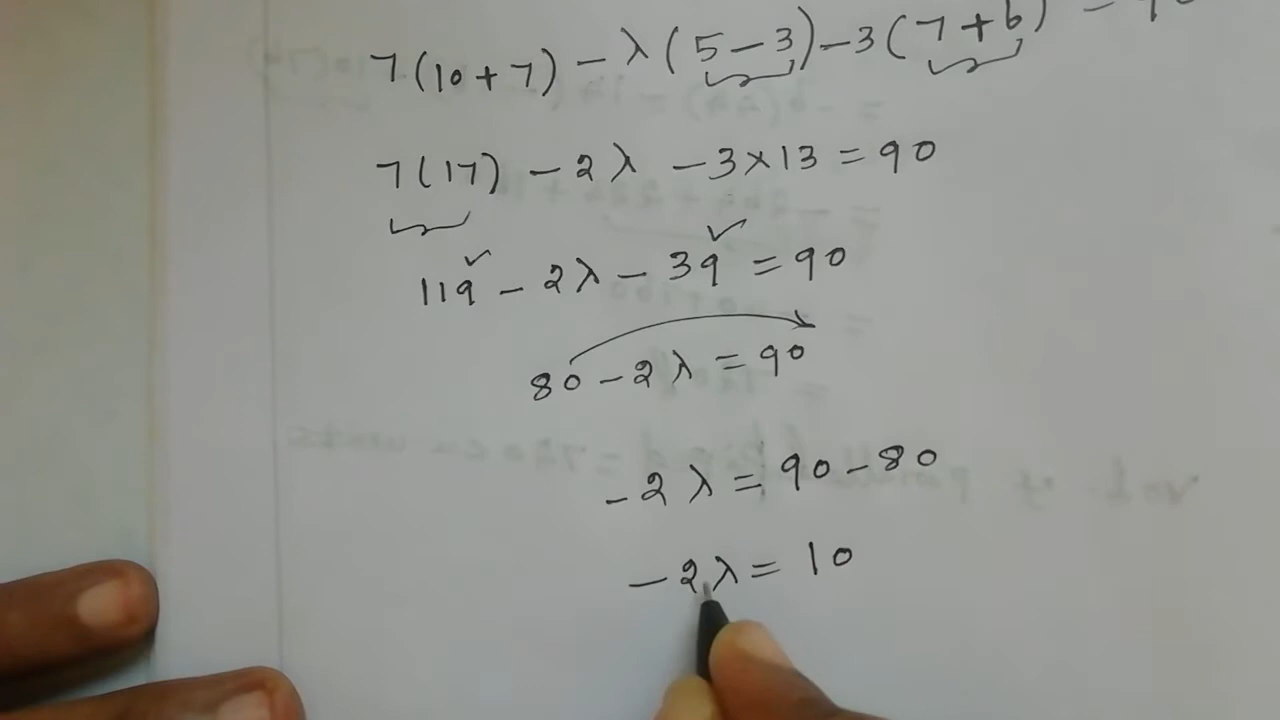 7(10+7) - λ(5-3) - 3(7+6) =
7(17) - 2λ - 3×13 = 90
119 - 2λ - 39 = 90
80 - 2λ = 90
-2λ = 90 - 80
-2λ = 10